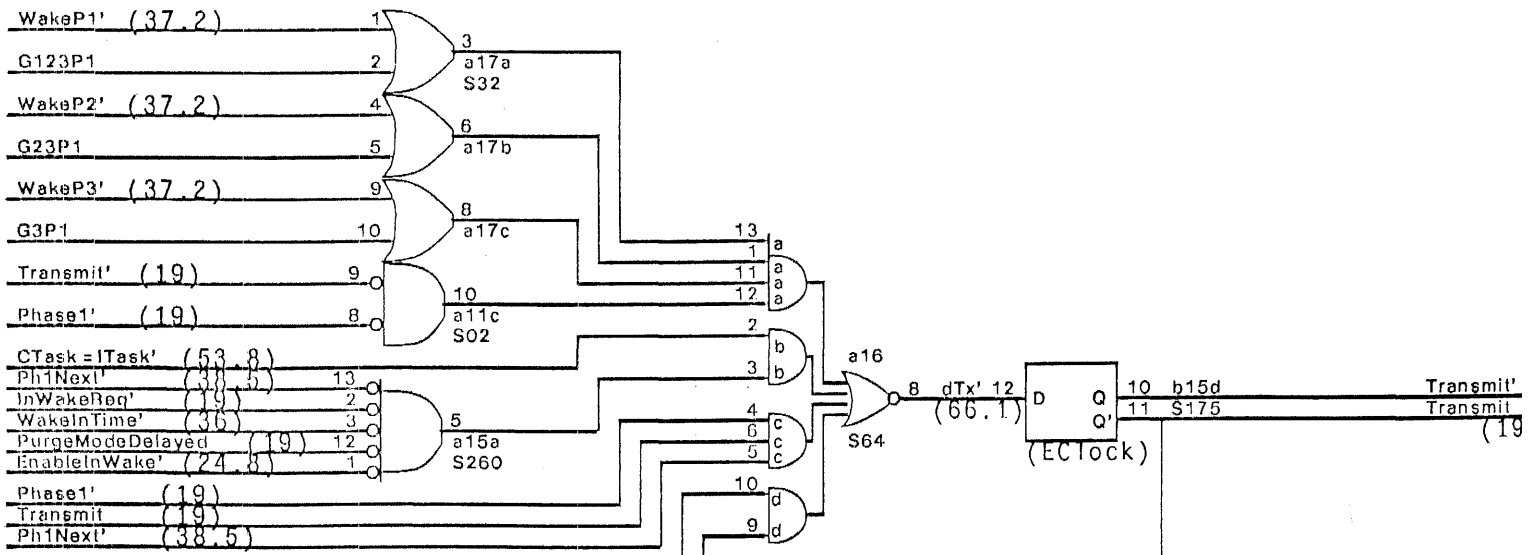 WakeP1' (37.2) 1
3
a17a
S32
G123P1 2
WakeP2' (37.2) 4
6
a17b
G23P1 5
WakeP3' (37.2) 9
8
a17c
G3P1 10
13 a
1 a
11 a
12 a
Transmit' (19) 9
10
a11c
S02
Phase1' (19) 8
CTask=ITask' (53.8)
2 b
3 b
Ph1Next' (38.5) 13
InWakeReq' (19) 2
WakeInTime' (36) 3
PurgeModeDelayed (19) 12
EnableInWake' (24.8) 1
5
a15a
S260
a16
8
S64
dTx' 12
(66.1)
D Q
Q'
(EClock)
10 b15d Transmit'
11 S175 Transmit
(19
4 c
6 c
5 c
Phase1' (19)
Transmit (19)
Ph1Next' (38.5)
10 d
9 d